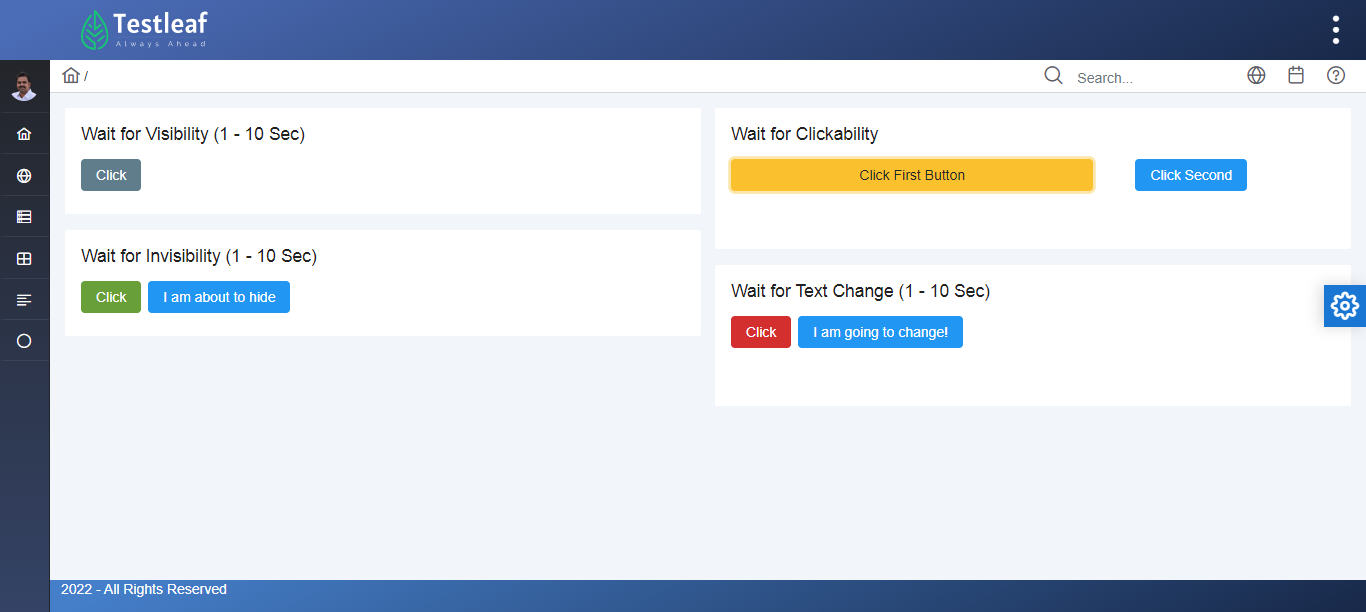 Testleaf
Always Ahead
/
Search...
Wait for Visibility (1 - 10 Sec)
Click
Wait for Invisibility (1 - 10 Sec)
Click
I am about to hide
Wait for Clickability
Click First Button
Click Second
Wait for Text Change (1 - 10 Sec)
Click
I am going to change!
2022 - All Rights Reserved